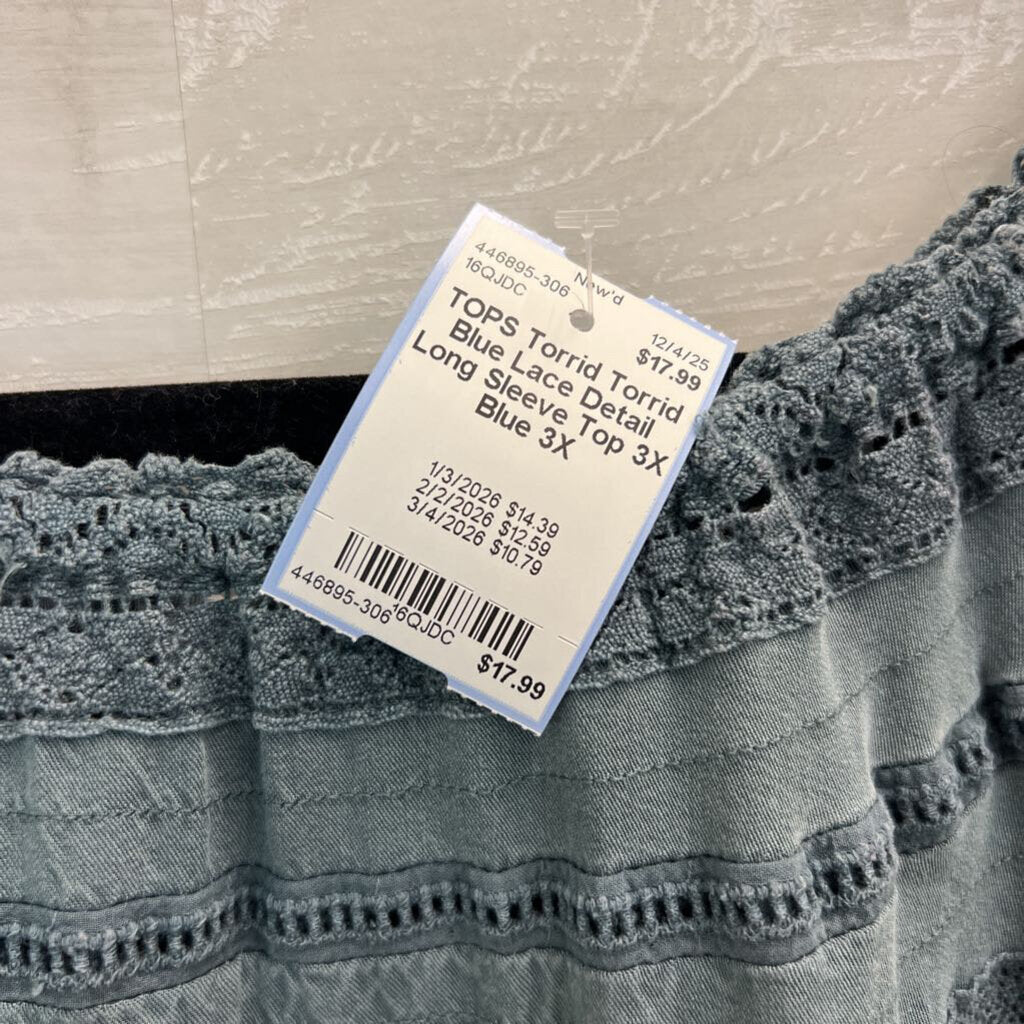 446895-306 New'd
16QJDC
12/4/25
$17.99
TOPS Torrid Torrid
Blue Lace Detail
Long Sleeve Top 3X
Blue 3X
1/3/2026 $14.39
2/2/2026 $12.59
3/4/2026 $10.79
446895-306 16QJDC
$17.99